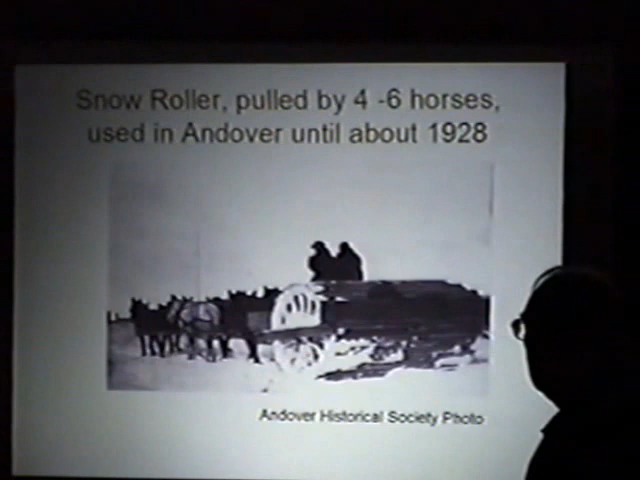 Snow Roller, pulled by 4 -6 horses,
used in Andover until about 1928
Andover Historical Society Photo